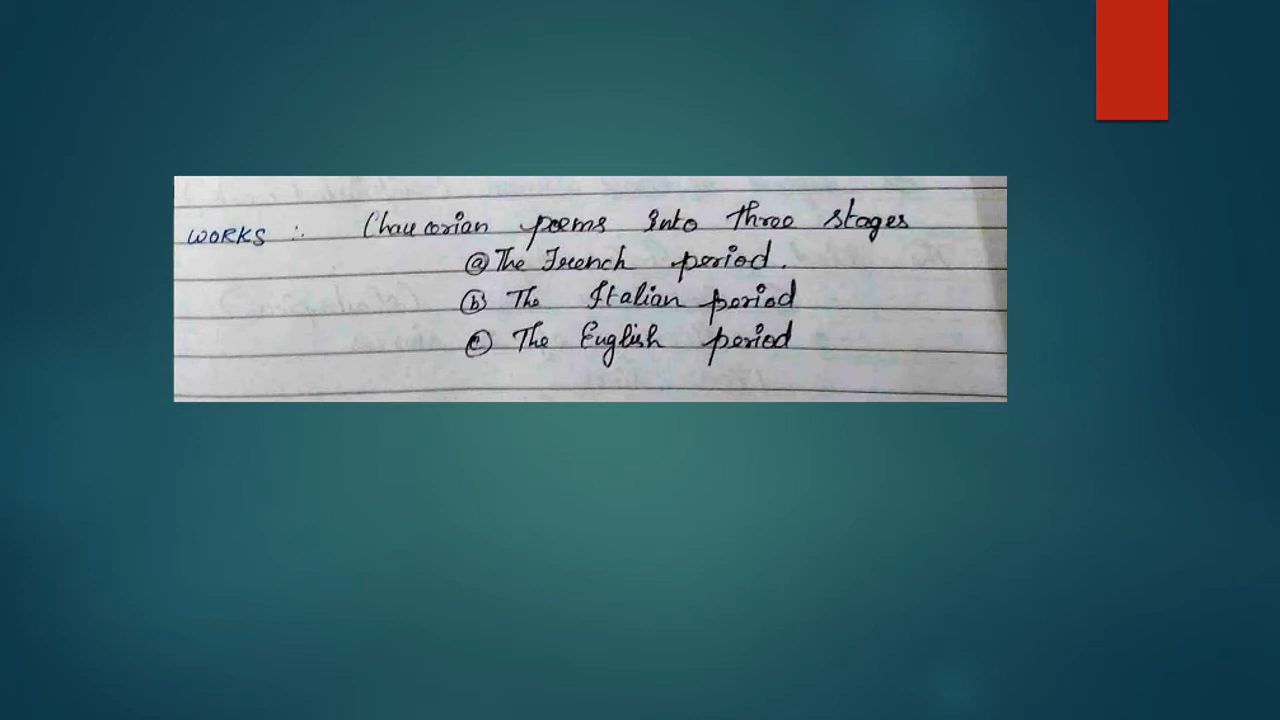 WORKS :. Chaucerian poems into three stages
ⓐ The French period.
ⓑ The Italian period
ⓒ The English period